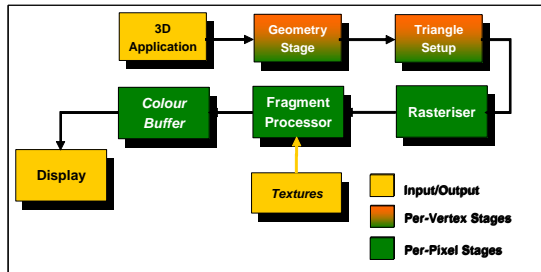 3D
Application
Geometry
Stage
Triangle
Setup
Colour
Buffer
Fragment
Processor
Rasteriser
Display
Textures
Input/Output
Per-Vertex Stages
Per-Pixel Stages